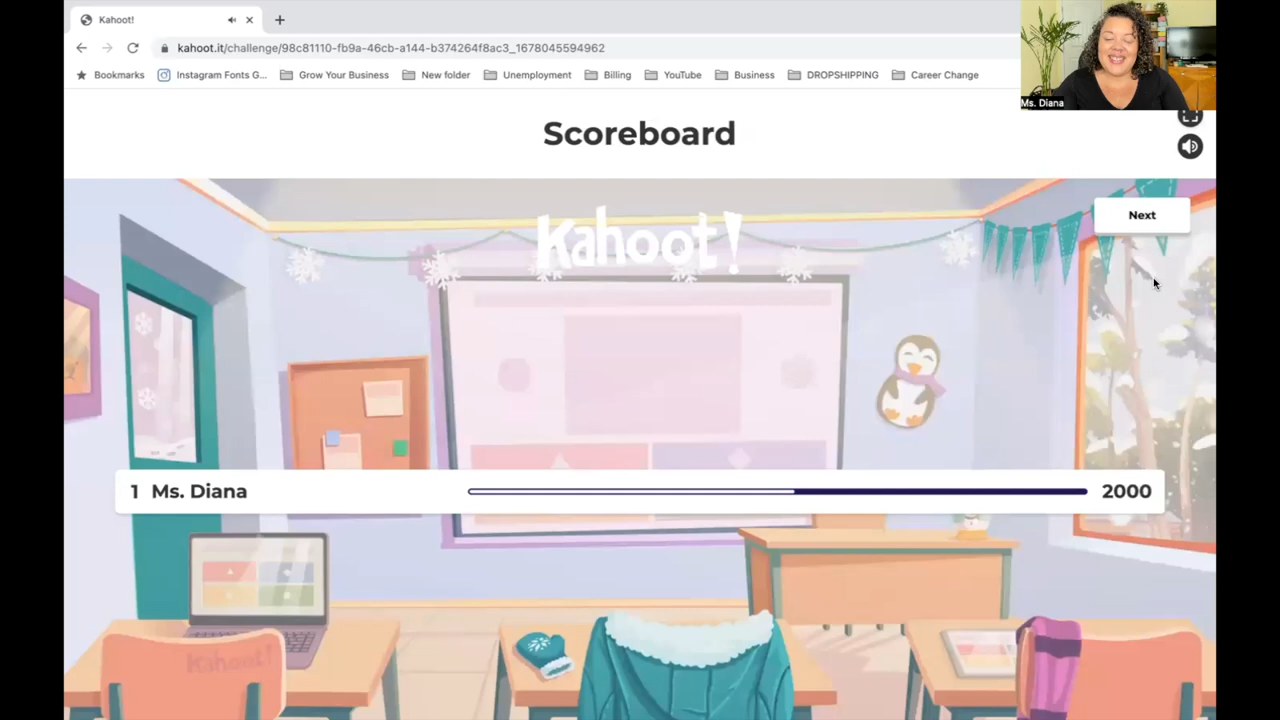 Kahoot!
kahoot.it/challenge/98c81110-fb9a-46cb-a144-b374264f8ac3_1678045594962
Bookmarks Instagram Fonts G... Grow Your Business New folder Unemployment Billing YouTube Business DROPSHIPPING Career Change
Ms. Diana
Scoreboard
Next
Kahoot!
1 Ms. Diana 2000
Kahoot!